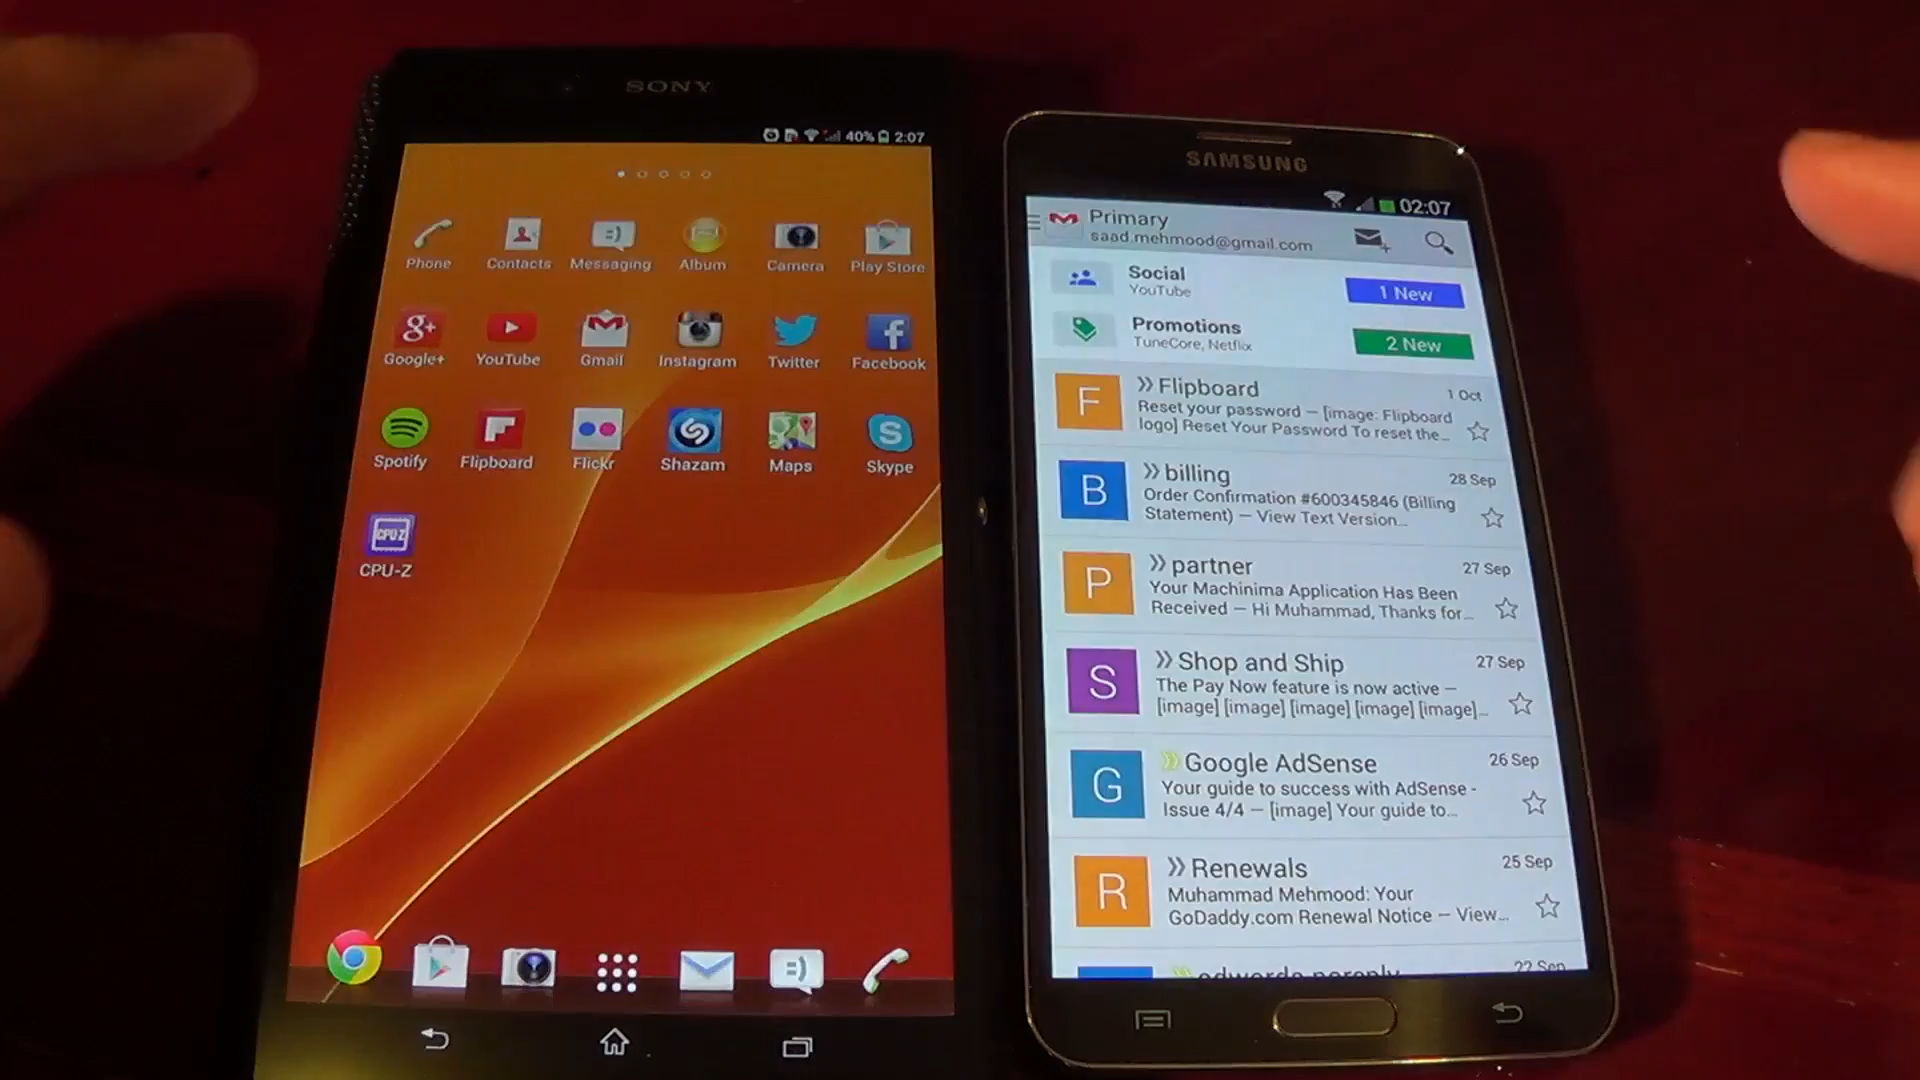 SONY
40% 2:07
Phone Contacts Messaging Album Camera Play Store
Google+ YouTube Gmail Instagram Twitter Facebook
Spotify Flipboard Flickr Shazam Maps Skype
CPU-Z
CPU-Z
SAMSUNG
02:07
Primary
saad.mehmood@gmail.com
Social
YouTube
1 New
Promotions
TuneCore, Netflix
2 New
F
» Flipboard
1 Oct
Reset your password – [image: Flipboard
logo] Reset Your Password To reset the...
B
» billing
28 Sep
Order Confirmation #600345846 (Billing
Statement) – View Text Version...
P
» partner
27 Sep
Your Machinima Application Has Been
Received – Hi Muhammad, Thanks for...
S
» Shop and Ship
27 Sep
The Pay Now feature is now active –
[image] [image] [image] [image] [image]...
G
» Google AdSense
26 Sep
Your guide to success with AdSense -
Issue 4/4 – [image] Your guide to...
R
» Renewals
25 Sep
Muhammad Mehmood: Your
GoDaddy.com Renewal Notice – View...
» adwords-noreply
22 Sep